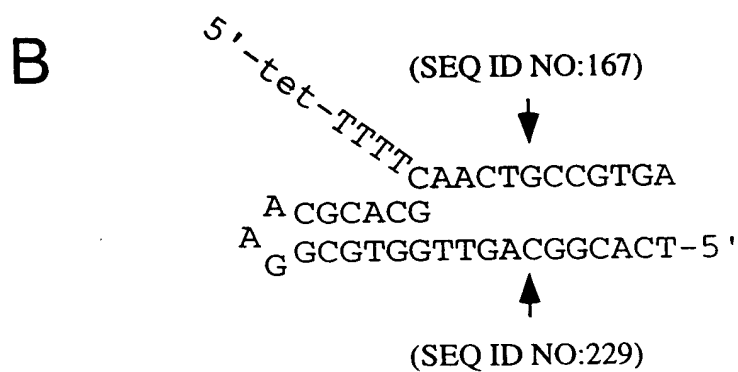 B
(SEQ ID NO:167)
5'-tet-TTTTCAACTGCCGTGA
A CGCACG
A
G GCGTGGTTGACGGCACT-5'
(SEQ ID NO:229)